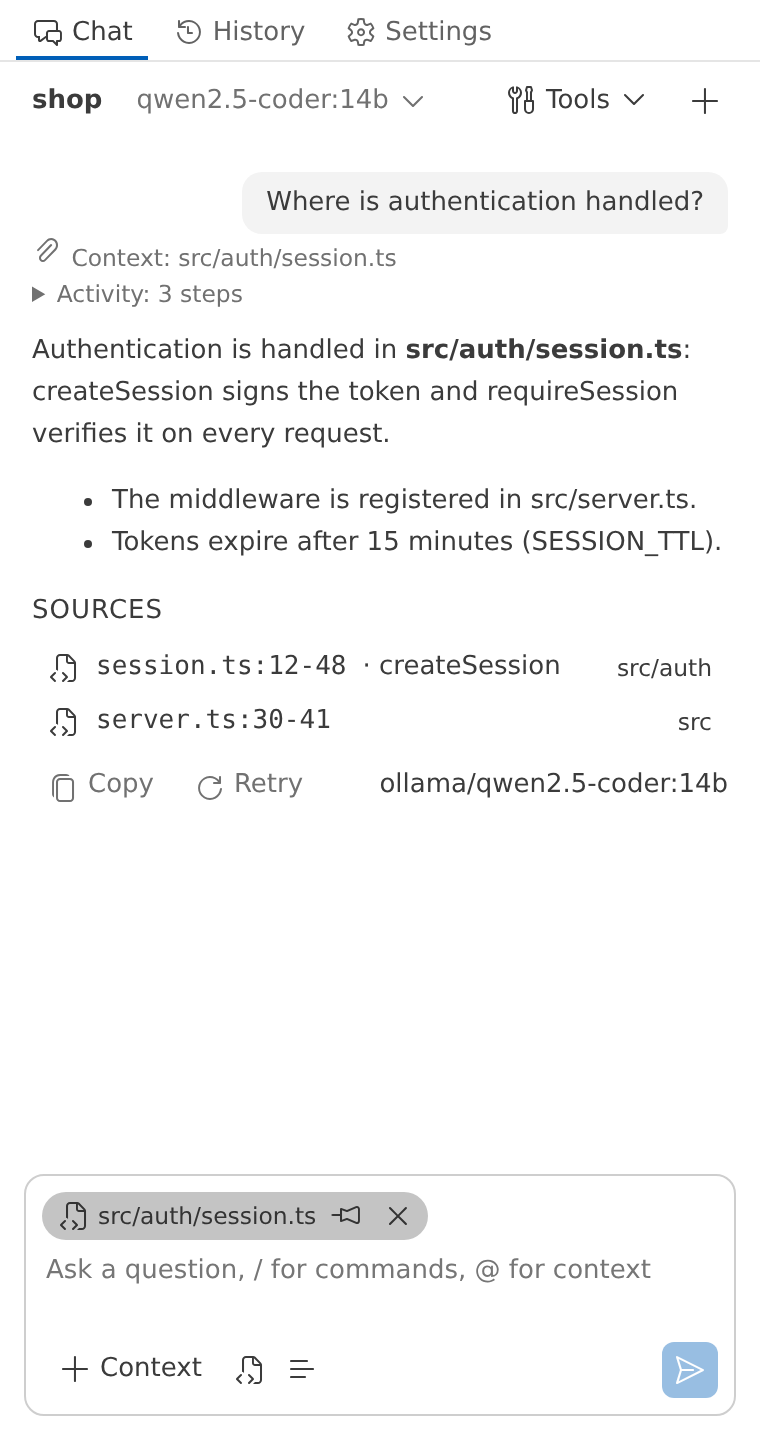 Chat History Settings
shop qwen2.5-coder:14b Tools
Where is authentication handled?
Context: src/auth/session.ts
Activity: 3 steps
Authentication is handled in src/auth/session.ts:
createSession signs the token and requireSession
verifies it on every request.
• The middleware is registered in src/server.ts.
• Tokens expire after 15 minutes (SESSION_TTL).
SOURCES
session.ts:12-48 · createSession src/auth
server.ts:30-41 src
Copy Retry ollama/qwen2.5-coder:14b
src/auth/session.ts
Ask a question, / for commands, @ for context
Context